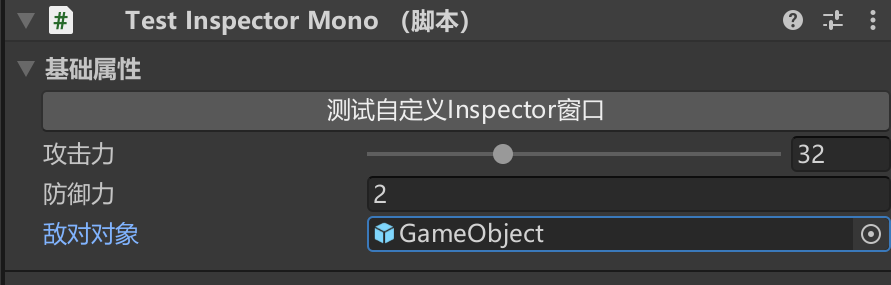 Test Inspector Mono （脚本）
基础属性
测试自定义Inspector窗口
攻击力 32
防御力 2
敌对对象 GameObject